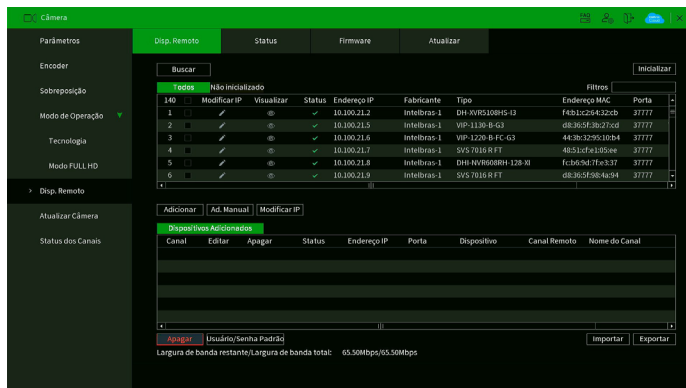 Câmera FAQ
Parâmetros
Encoder
Sobreposição
Modo de Operação
Tecnologia
Modo FULL HD
Disp. Remoto
Atualizar Câmera
Status dos Canais
Disp. Remoto Status Firmware Atualizar
Buscar Inicializar
Todos Não inicializado Filtros
140 Modificar IP Visualizar Status Endereço IP Fabricante Tipo Endereço MAC Porta
1 10.100.21.2 Intelbras-1 DH-XVR5108HS-I3 f4:b1:c2:64:32:cb 37777
2 10.100.21.5 Intelbras-1 VIP-1130-B-G3 d8:36:5f:3b:27:cd 37777
3 10.100.21.6 Intelbras-1 VIP-1220-B-FC-G3 44:3b:32:95:10:b4 37777
4 10.100.21.7 Intelbras-1 SVS 7016 R FT 48:51:cf:e1:05:ee 37777
5 10.100.21.8 Intelbras-1 DHI-NVR608RH-128-XI fc:b6:9d:7f:e3:37 37777
6 10.100.21.9 Intelbras-1 SVS 7016 R FT d8:36:5f:98:4a:94 37777
Adicionar Ad. Manual Modificar IP
Dispositivos Adicionados
Canal Editar Apagar Status Endereço IP Porta Dispositivo Canal Remoto Nome do Canal
Apagar Usuário/Senha Padrão Importar Exportar
Largura de banda restante/Largura de banda total: 65.50Mbps/65.50Mbps